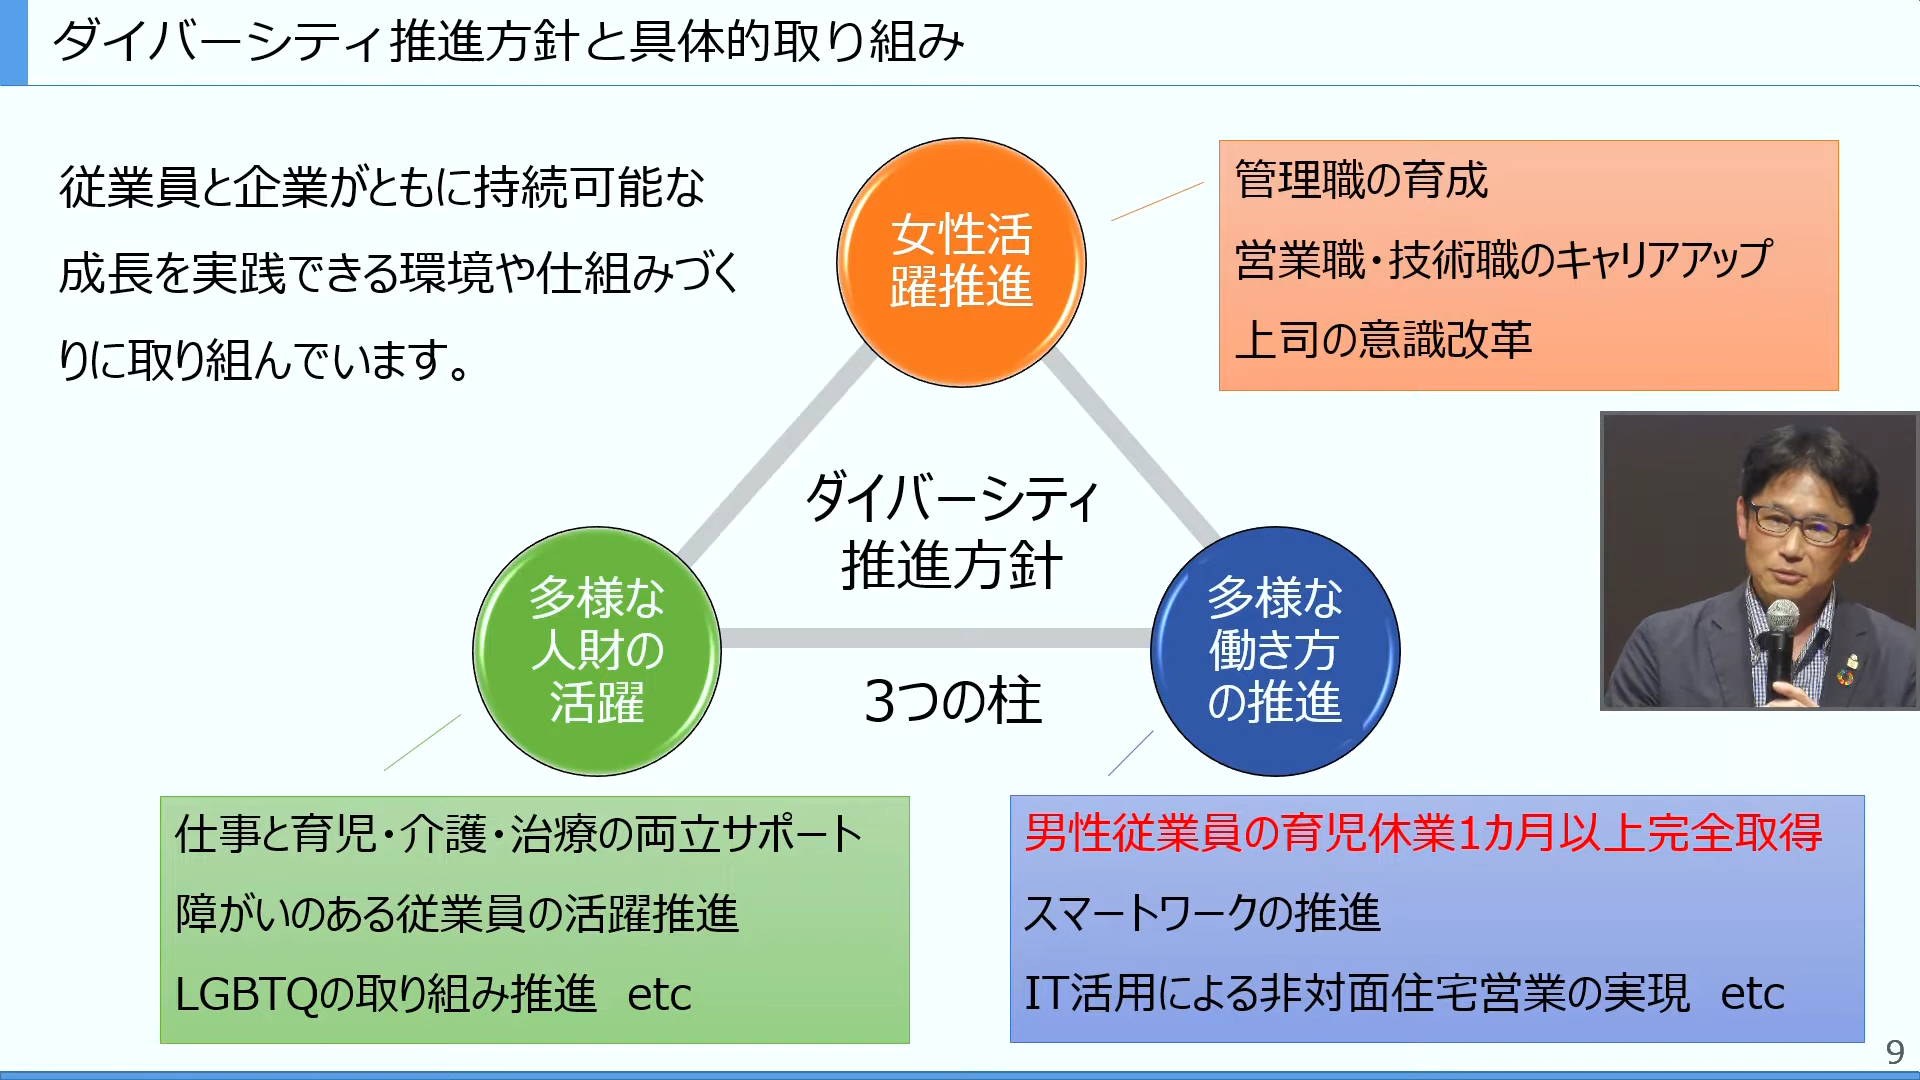 ダイバーシティ推進方針と具体的取り組み
従業員と企業がともに持続可能な
成長を実践できる環境や仕組みづく
りに取り組んでいます。
女性活
躍推進
管理職の育成
営業職・技術職のキャリアアップ
上司の意識改革
ダイバーシティ
推進方針
3つの柱
多様な
人財の
活躍
多様な
働き方
の推進
仕事と育児・介護・治療の両立サポート
障がいのある従業員の活躍推進
LGBTQの取り組み推進　etc
男性従業員の育児休業1カ月以上完全取得
スマートワークの推進
IT活用による非対面住宅営業の実現　etc
9